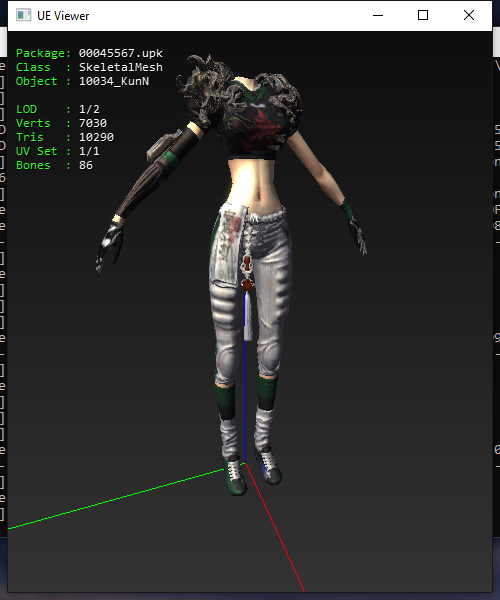 UE Viewer
Package: 00045567.upk
Class : SkeletalMesh
Object : 10034_KunN
LOD : 1/2
Verts : 7030
Tris : 10290
UV Set : 1/1
Bones : 86